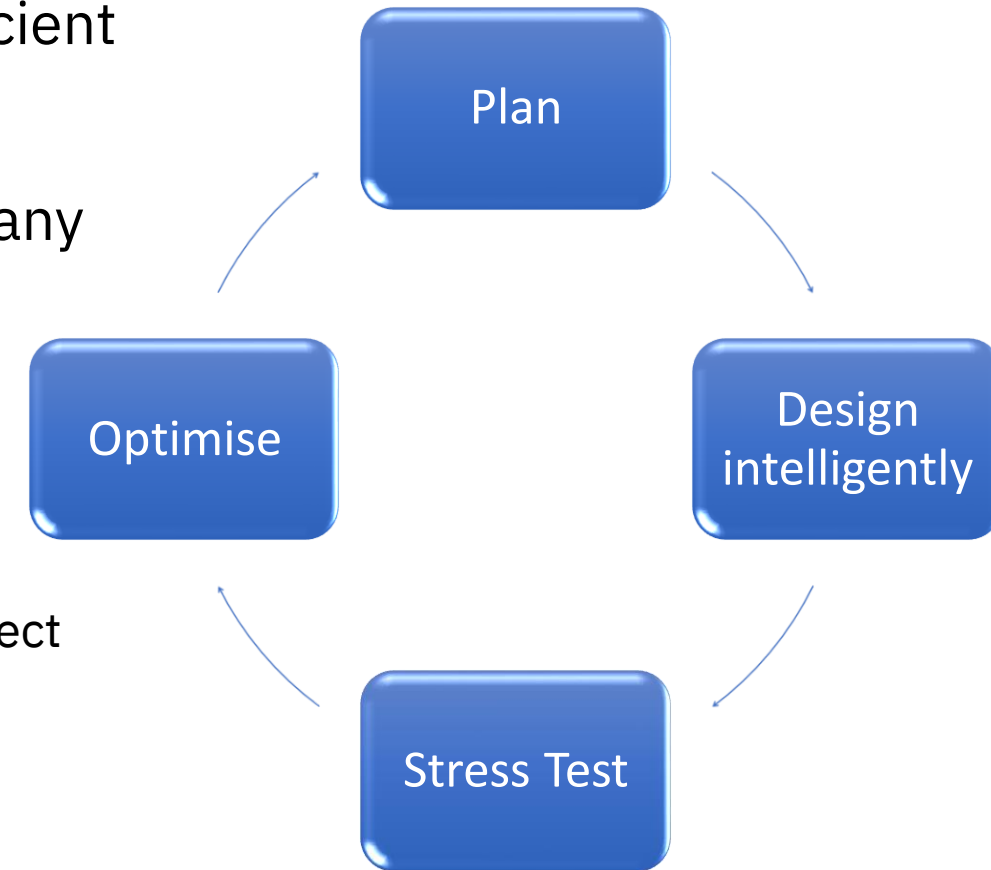 cient
Plan
any
Optimise
Design
intelligently
ect
Stress Test